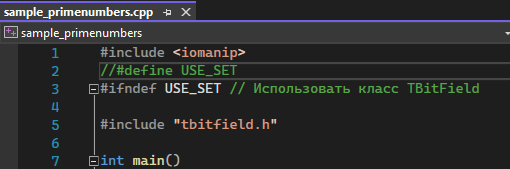 sample_primenumbers.cpp
sample_primenumbers
1 #include <iomanip>
2 //#define USE_SET
3 #ifndef USE_SET // Использовать класс TBitField
4
5 #include "tbitfield.h"
6
7 int main()